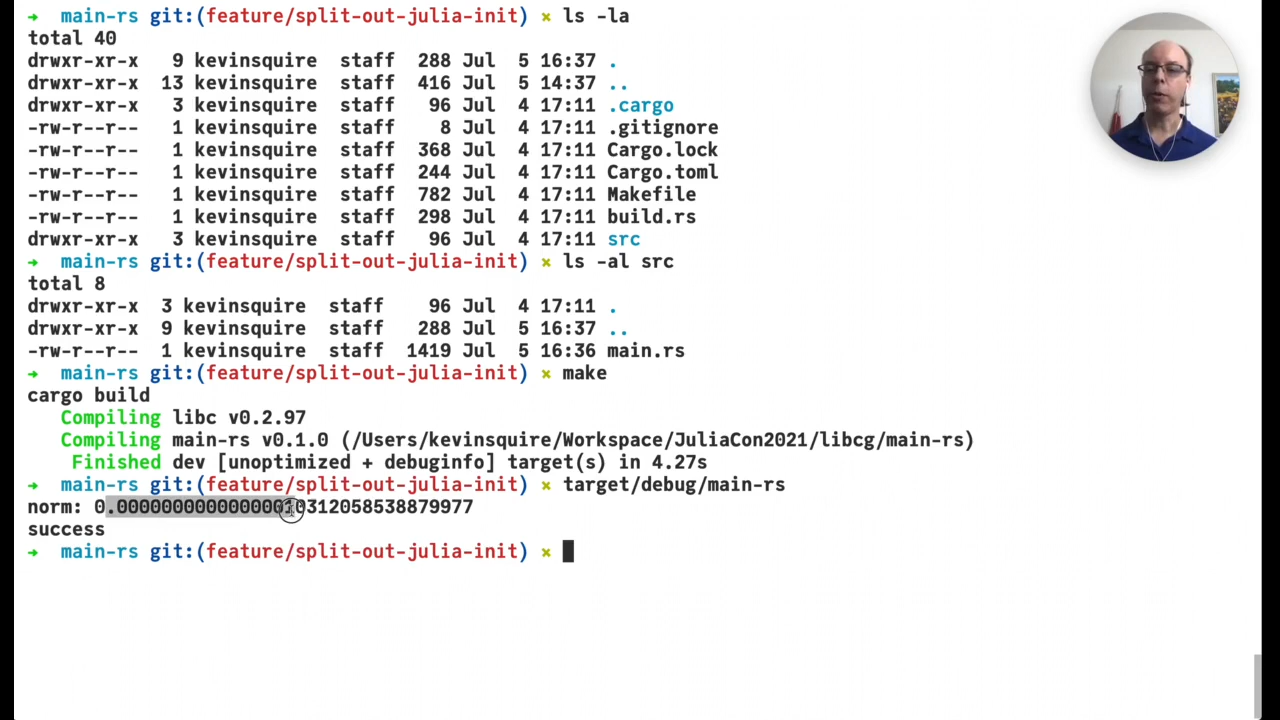 ➜ main-rs git:(feature/split-out-julia-init) ✗ ls -la
total 40
drwxr-xr-x 9 kevinsquire staff 288 Jul 5 16:37 .
drwxr-xr-x 13 kevinsquire staff 416 Jul 5 14:37 ..
drwxr-xr-x 3 kevinsquire staff 96 Jul 4 17:11 .cargo
-rw-r--r-- 1 kevinsquire staff 8 Jul 4 17:11 .gitignore
-rw-r--r-- 1 kevinsquire staff 368 Jul 4 17:11 Cargo.lock
-rw-r--r-- 1 kevinsquire staff 244 Jul 4 17:11 Cargo.toml
-rw-r--r-- 1 kevinsquire staff 782 Jul 4 17:11 Makefile
-rw-r--r-- 1 kevinsquire staff 298 Jul 4 17:11 build.rs
drwxr-xr-x 3 kevinsquire staff 96 Jul 4 17:11 src
➜ main-rs git:(feature/split-out-julia-init) ✗ ls -al src
total 8
drwxr-xr-x 3 kevinsquire staff 96 Jul 4 17:11 .
drwxr-xr-x 9 kevinsquire staff 288 Jul 5 16:37 ..
-rw-r--r-- 1 kevinsquire staff 1419 Jul 5 16:36 main.rs
➜ main-rs git:(feature/split-out-julia-init) ✗ make
cargo build
Compiling libc v0.2.97
Compiling main-rs v0.1.0 (/Users/kevinsquire/Workspace/JuliaCon2021/libcg/main-rs)
Finished dev [unoptimized + debuginfo] target(s) in 4.27s
➜ main-rs git:(feature/split-out-julia-init) ✗ target/debug/main-rs
norm: 0.00000000000000010312058538879977
success
➜ main-rs git:(feature/split-out-julia-init) ✗